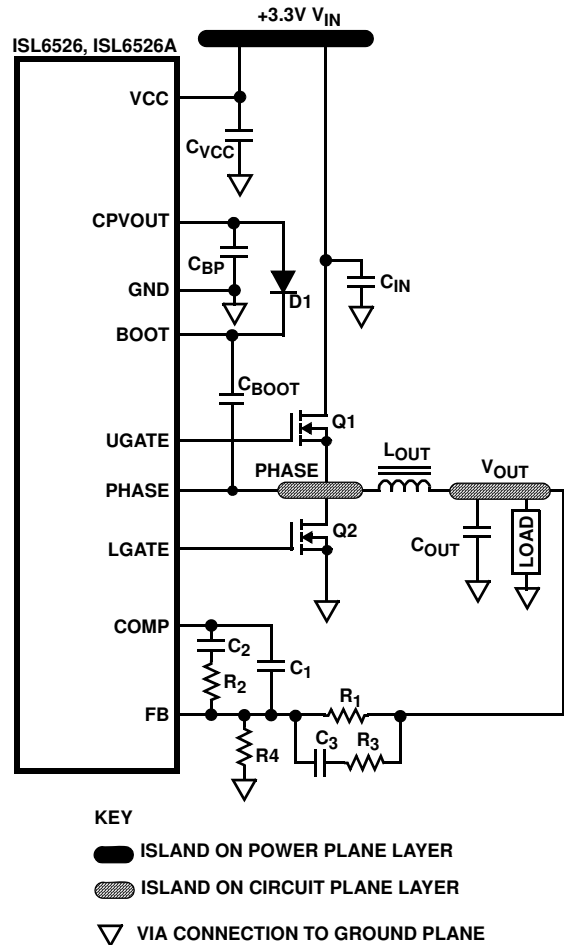 +3.3V VIN
ISL6526, ISL6526A
VCC
CVCC
CPVOUT
CBP
GND
D1
CIN
BOOT
CBOOT
Q1
UGATE
LOUT
PHASE
VOUT
PHASE
Q2
COUT
LOAD
LGATE
COMP
C2
C1
R2
R1
FB
C3
R3
R4
KEY
ISLAND ON POWER PLANE LAYER
ISLAND ON CIRCUIT PLANE LAYER
VIA CONNECTION TO GROUND PLANE